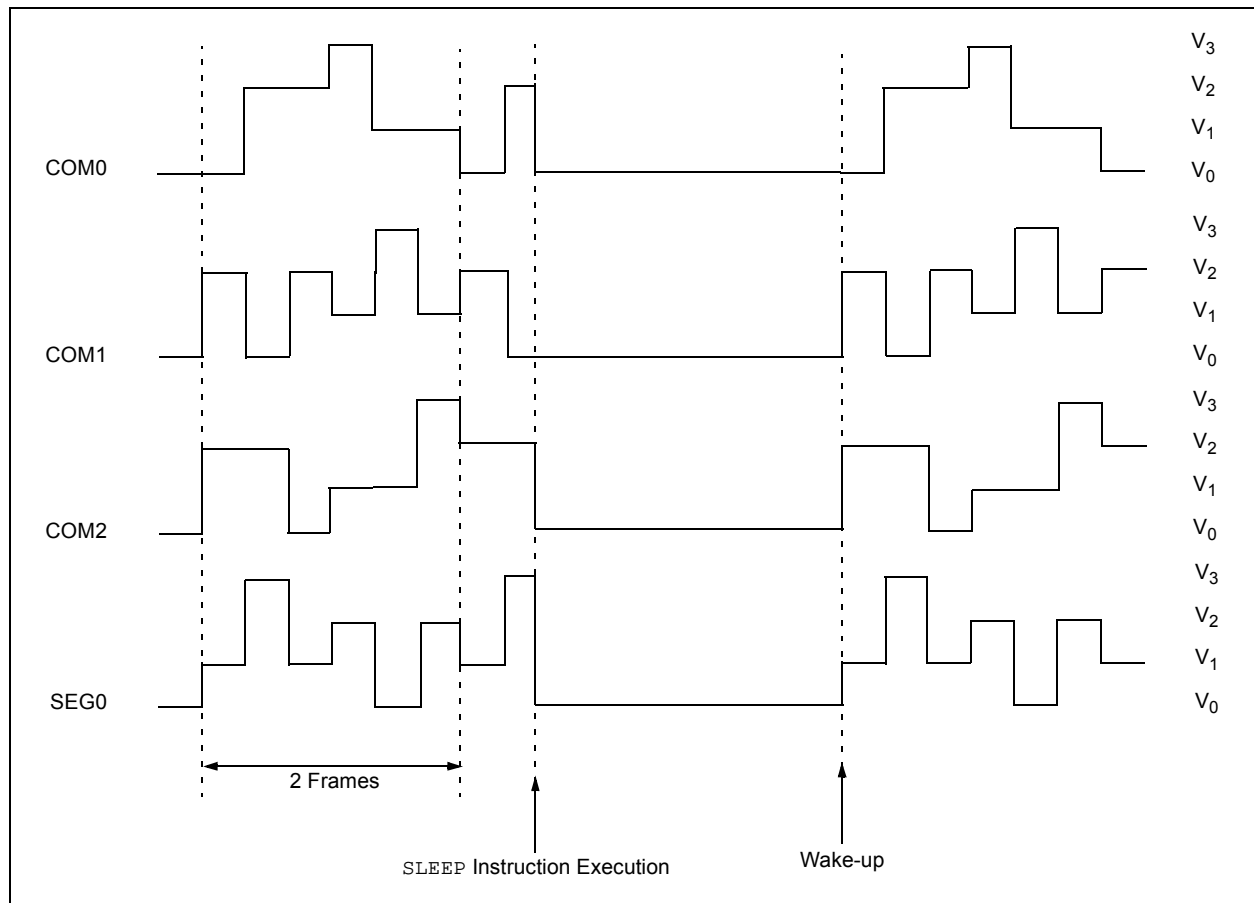 V3
V2
V1
COM0
V0
V3
V2
V1
COM1
V0
V3
V2
V1
COM2
V0
V3
V2
V1
SEG0
V0
2 Frames
SLEEP Instruction Execution
Wake-up